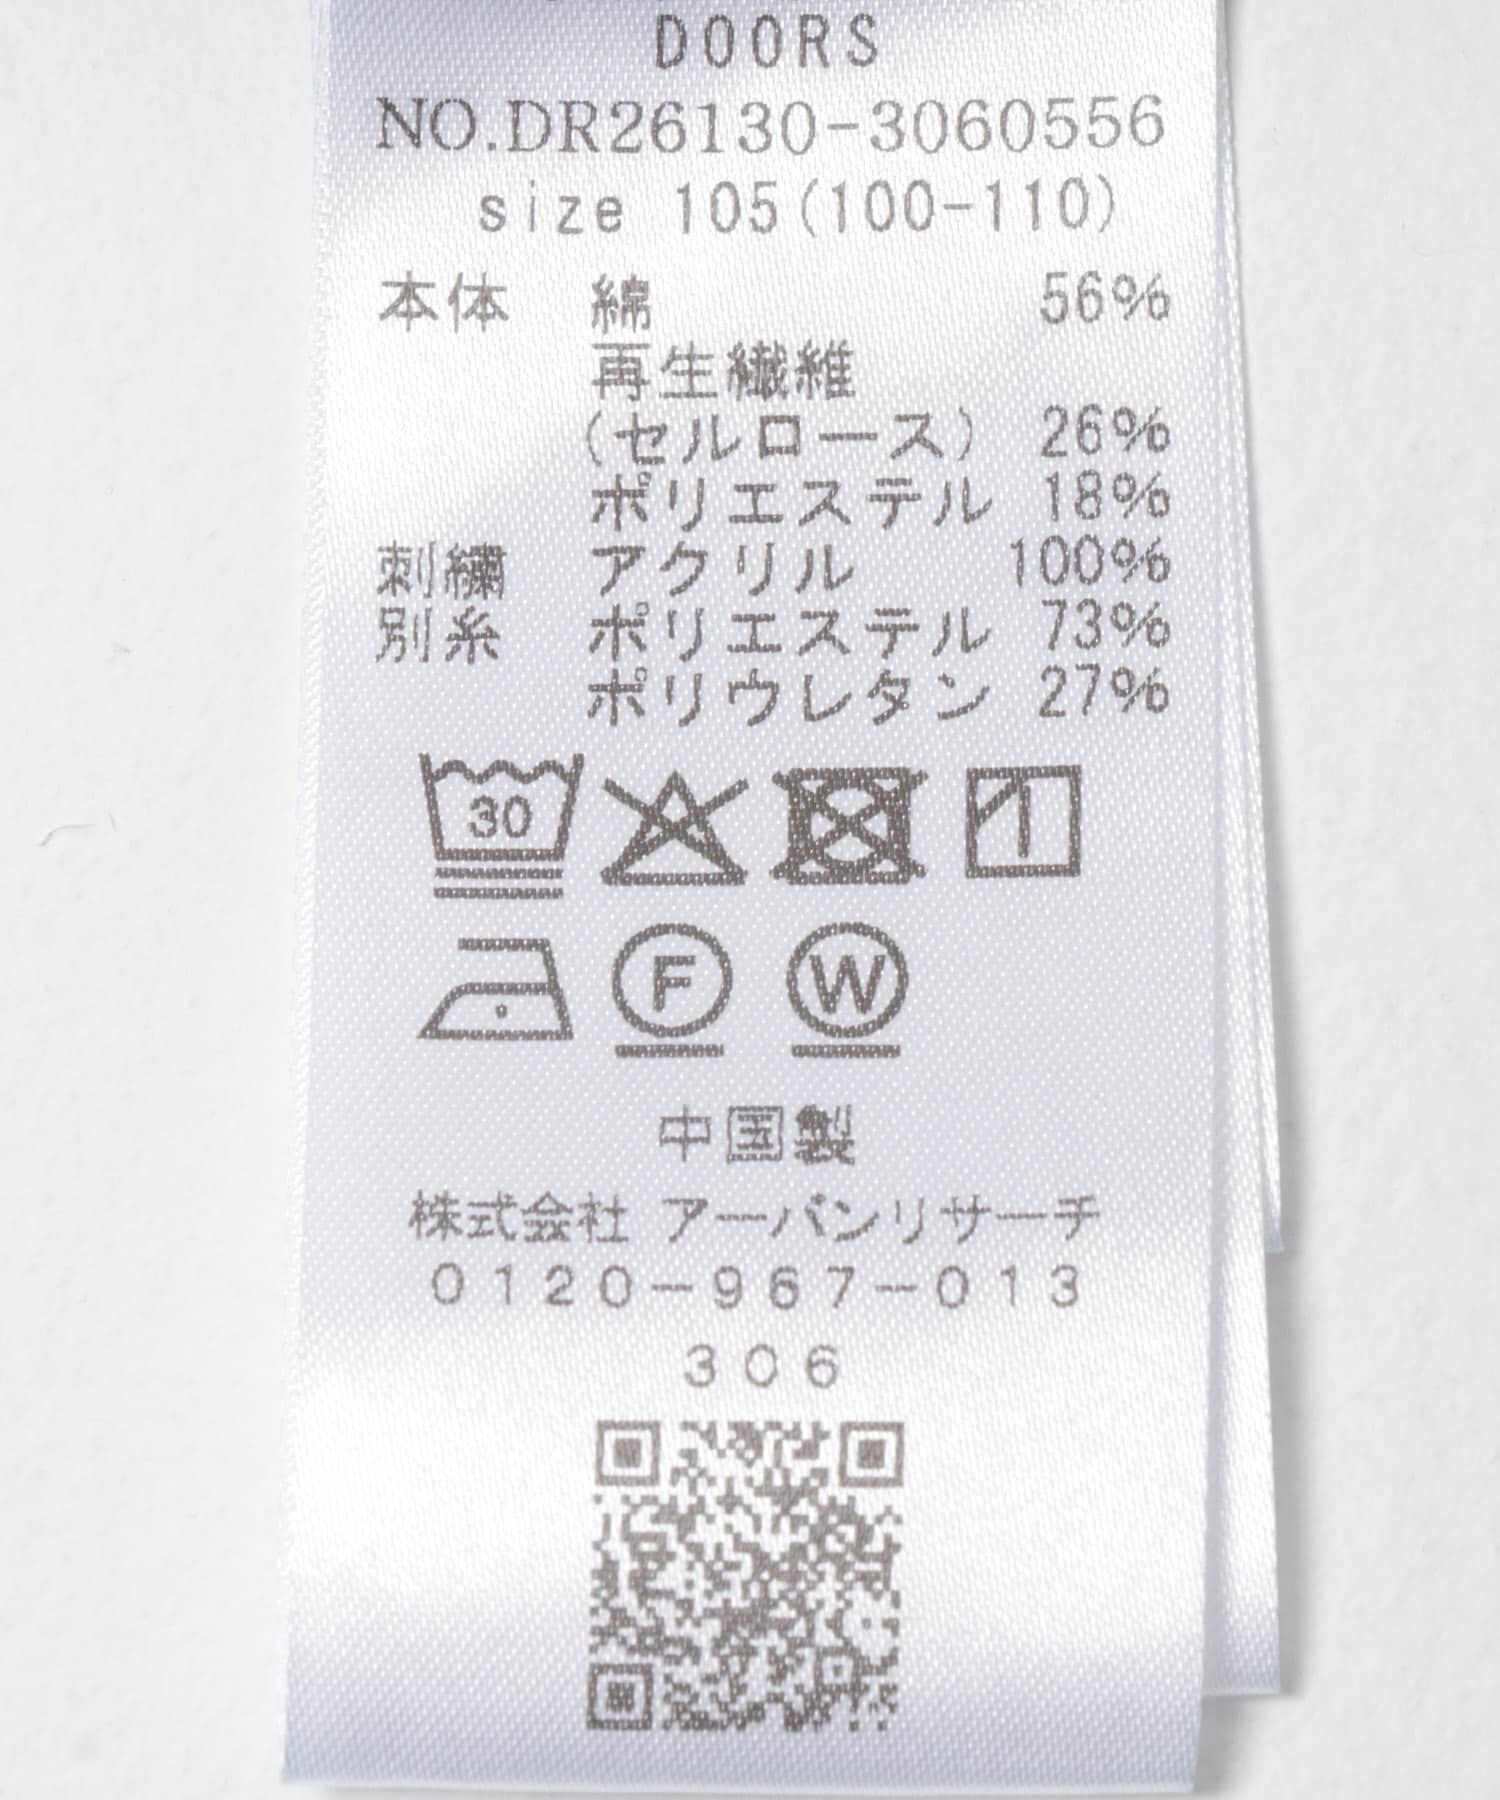 DOORS
NO.DR26130-3060556
size 105(100-110)
本体 綿 56%
再生繊維
(セルロース) 26%
ポリエステル 18%
刺繍 アクリル 100%
別糸 ポリエステル 73%
ポリウレタン 27%
30
F W
中国製
株式会社 アーバンリサーチ
0120-967-013
306